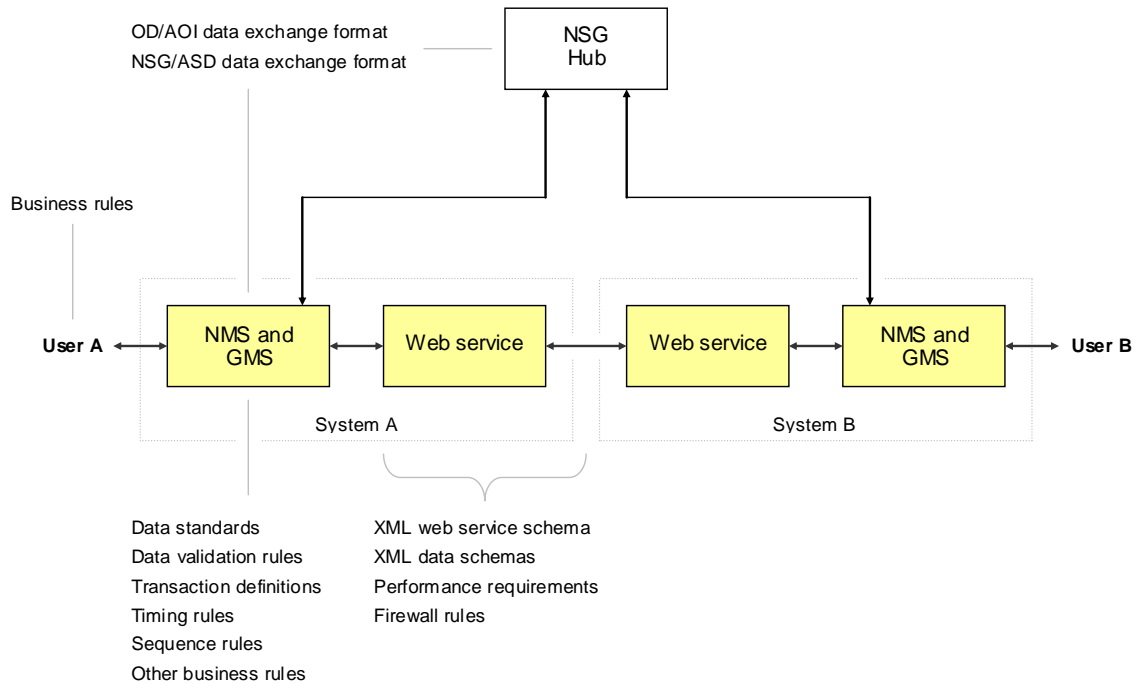 OD/AOI data exchange format
NSG/ASD data exchange format
NSG
Hub
Business rules
User A
NMS and
GMS
Web service
Web service
NMS and
GMS
User B
System A
System B
Data standards
Data validation rules
Transaction definitions
Timing rules
Sequence rules
Other business rules
XML web service schema
XML data schemas
Performance requirements
Firewall rules